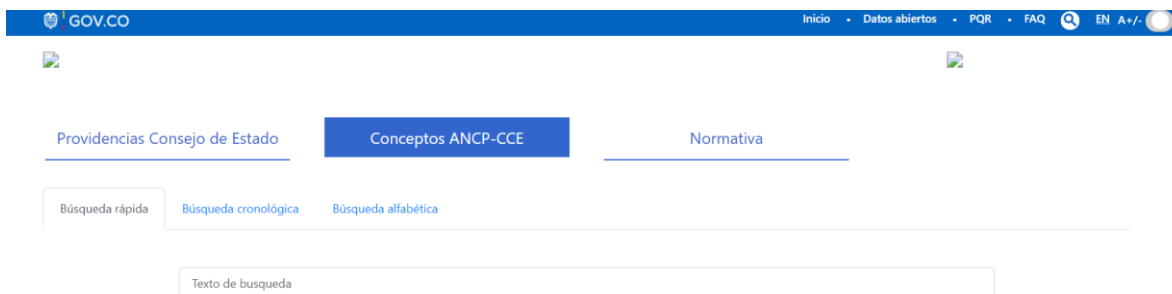 GOV.CO
Inicio • Datos abiertos • PQR • FAQ EN A+/-
Providencias Consejo de Estado Conceptos ANCP-CCE Normativa
Búsqueda rápida Búsqueda cronológica Búsqueda alfabética
Texto de busqueda